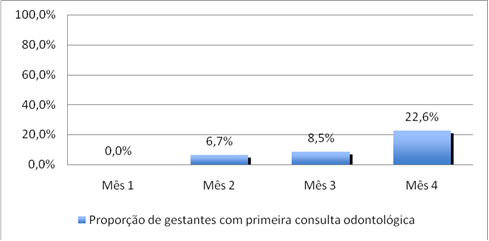 100,0%
80,0%
60,0%
40,0%
20,0%
0,0%
0,0%
6,7%
8,5%
22,6%
Mês 1
Mês 2
Mês 3
Mês 4
Proporção de gestantes com primeira consulta odontológica